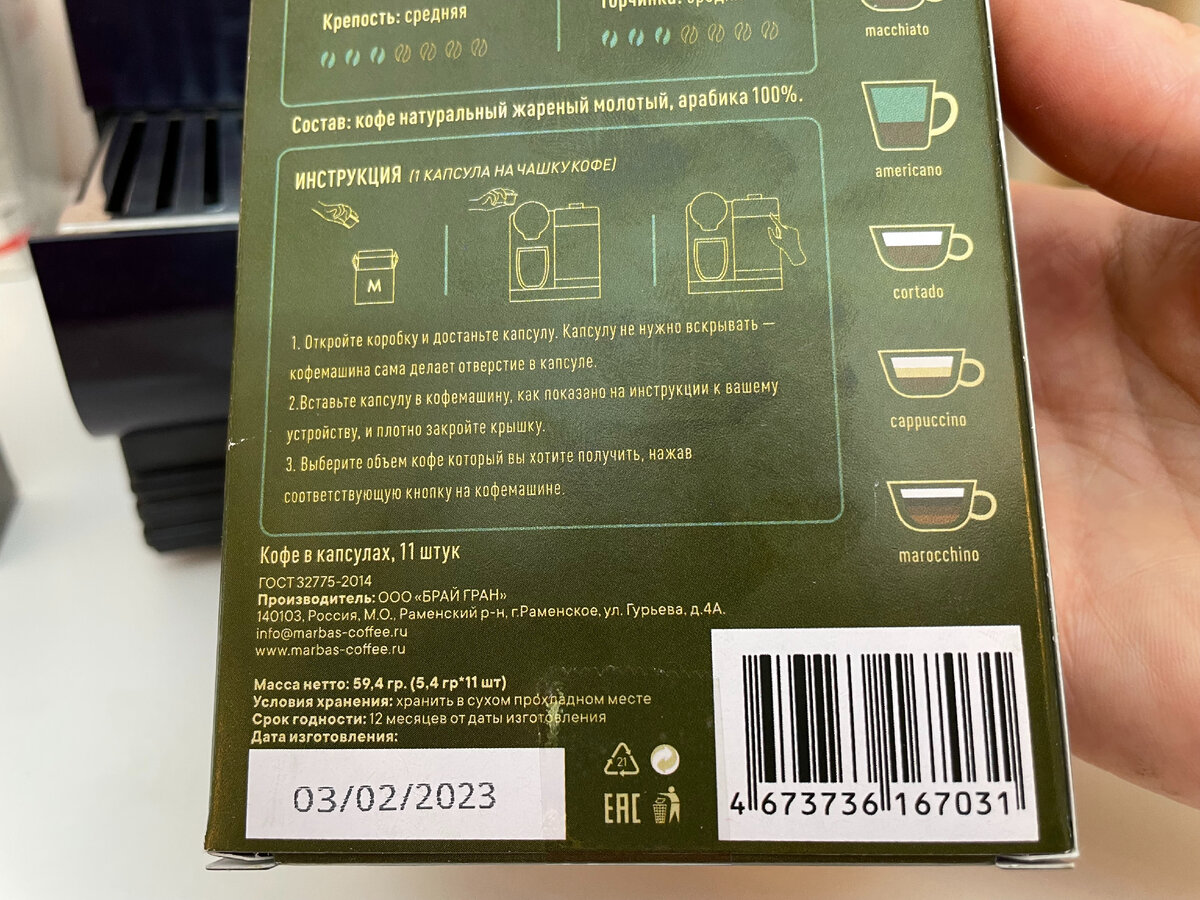 Крепость: средняя
macchiato
Состав: кофе натуральный жареный молотый, арабика 100%.
americano
ИНСТРУКЦИЯ (1 КАПСУЛА НА ЧАШКУ КОФЕ)
M
cortado
1. Откройте коробку и достаньте капсулу. Капсулу не нужно вскрывать —
кофемашина сама делает отверстие в капсуле.
2.Вставьте капсулу в кофемашину, как показано на инструкции к вашему
устройству, и плотно закройте крышку.
3. Выберите объем кофе который вы хотите получить, нажав
соответствующую кнопку на кофемашине.
cappuccino
marocchino
Кофе в капсулах, 11 штук
ГОСТ 32775-2014
Производитель: ООО «БРАЙ ГРАН»
140103, Россия, М.О., Раменский р-н, г.Раменское, ул. Гурьева, д.4А.
info@marbas-coffee.ru
www.marbas-coffee.ru
Масса нетто: 59,4 гр. (5,4 гр*11 шт)
Условия хранения: хранить в сухом прохладном месте
Срок годности: 12 месяцев от даты изготовления
Дата изготовления:
03/02/2023
21
EAC
4 673736 167031